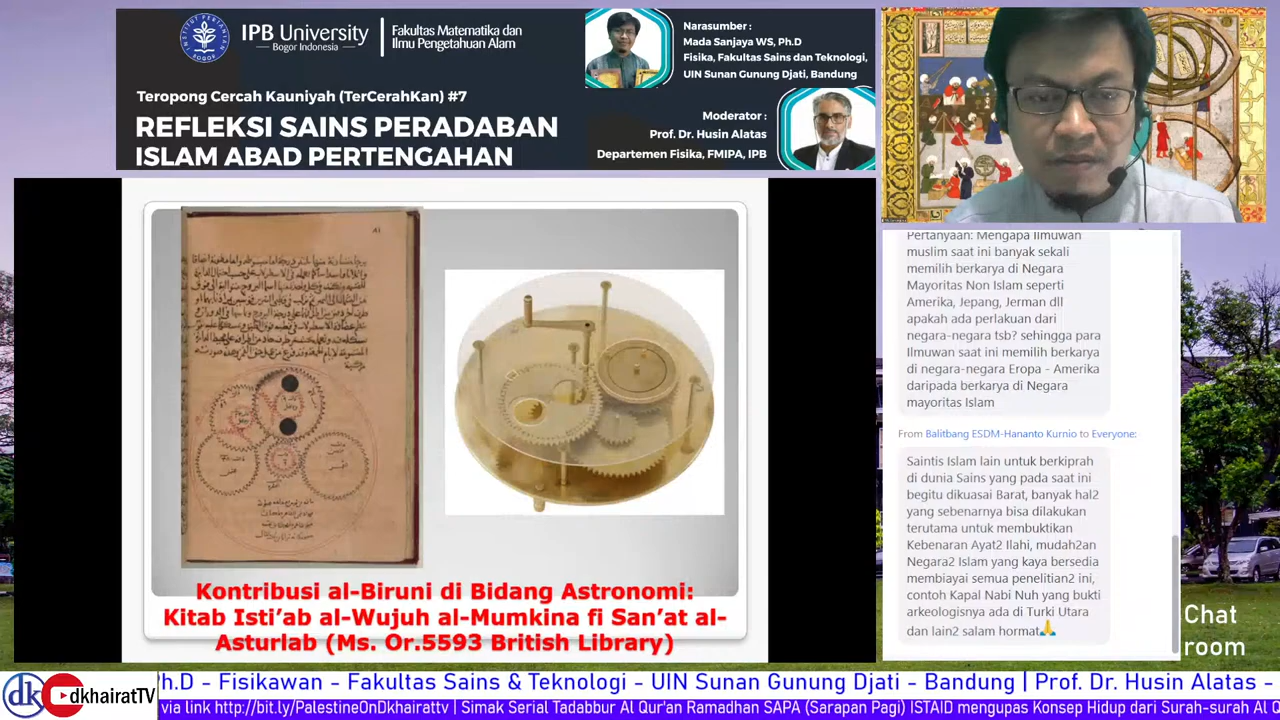 IPB University
Bogor Indonesia
Fakultas Matematika dan
Ilmu Pengetahuan Alam
Narasumber :
Mada Sanjaya WS, Ph.D
Fisika, Fakultas Sains dan Teknologi,
UIN Sunan Gunung Djati, Bandung
Teropong Cercah Kauniyah (TerCerahKan) #7
REFLEKSI SAINS PERADABAN
ISLAM ABAD PERTENGAHAN
Moderator :
Prof. Dr. Husin Alatas
Departemen Fisika, FMIPA, IPB
Kontribusi al-Biruni di Bidang Astronomi:
Kitab Isti’ab al-Wujuh al-Mumkina fi San’at al-
Asturlab (Ms. Or.5593 British Library)
Pertanyaan: Mengapa Ilmuwan
muslim saat ini banyak sekali
memilih berkarya di Negara
Mayoritas Non Islam seperti
Amerika, Jepang, Jerman dll
apakah ada perlakuan dari
negara-negara tsb? sehingga para
Ilmuwan saat ini memilih berkarya
di negara-negara Eropa - Amerika
daripada berkarya di Negara
mayoritas Islam
From Balitbang ESDM-Hananto Kurnio to Everyone:
Saintis Islam lain untuk berkiprah
di dunia Sains yang pada saat ini
begitu dikuasai Barat, banyak hal2
yang sebenarnya bisa dilakukan
terutama untuk membuktikan
Kebenaran Ayat2 Ilahi, mudah2an
Negara2 Islam yang kaya bersedia
membiayai semua penelitian2 ini,
contoh Kapal Nabi Nuh yang bukti
arkeologisnya ada di Turki Utara
dan lain2 salam hormat🙏
Chat
room
dk dkhairatTV
Ph.D - Fisikawan - Fakultas Sains & Teknologi - UIN Sunan Gunung Djati - Bandung | Prof. Dr. Husin Alatas -
via link http://bit.ly/PalestineOnDkhairattv | Simak Serial Tadabbur Al Qur'an Ramadhan SAPA (Sarapan Pagi) ISTAID mengupas Konsep Hidup dari Surah-surah Al Q